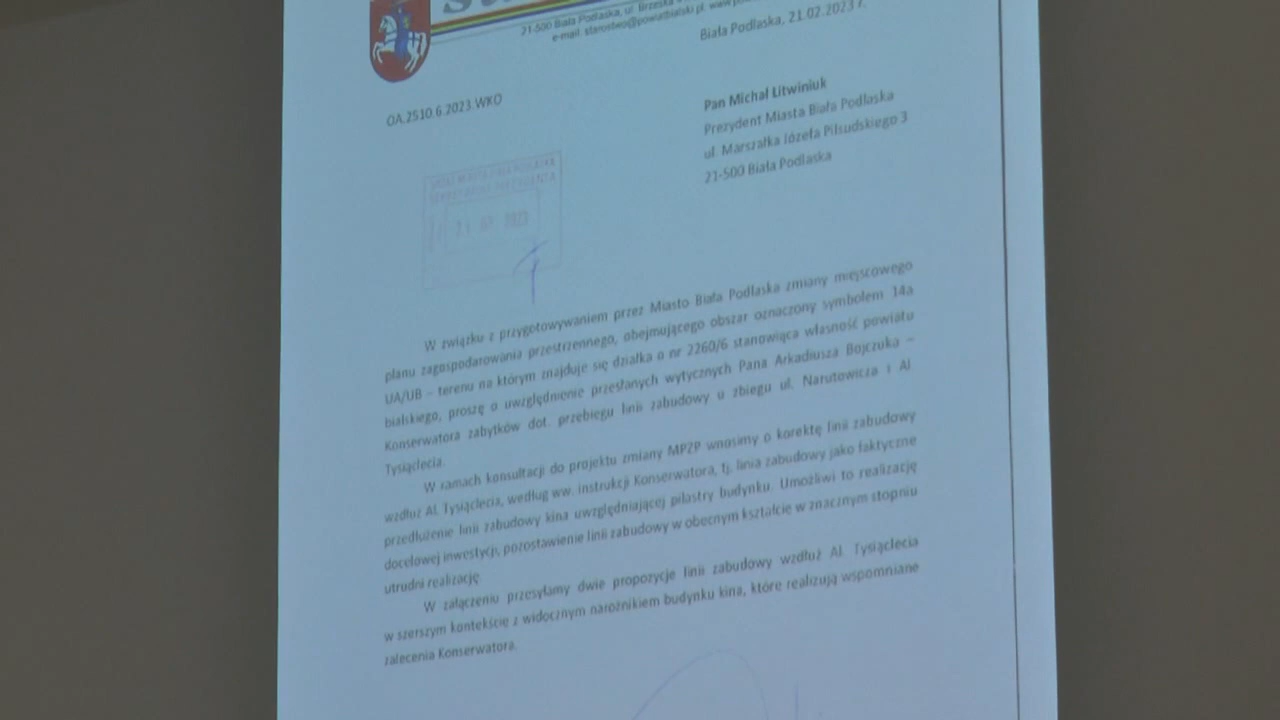 21-500 Biała Podlaska, ul. Brzeska
e-mail: starostwo@powiatbialski.pl, www
Biała Podlaska, 21.02.2023 r.
OA.2510.6.2023.WKO
Pan Michał Litwiniuk
Prezydent Miasta Biała Podlaska
ul. Marszałka Józefa Piłsudskiego 3
21-500 Biała Podlaska
2023
W związku z przygotowywaniem przez Miasto Biała Podlaska zmiany miejscowego
planu zagospodarowania przestrzennego, obejmującego obszar oznaczony symbolem 14a
UA/UB – terenu na którym znajduje się działka o nr 2260/6 stanowiąca własność powiatu
bialskiego, proszę o uwzględnienie przesłanych wytycznych Pana Arkadiusza Bojczuka –
Konserwatora zabytków dot. przebiegu linii zabudowy u zbiegu ul. Narutowicza i Al.
Tysiąclecia.
W ramach konsultacji do projektu zmiany MPZP wnosimy o korektę linii zabudowy
wzdłuż Al. Tysiąclecia, według ww. instrukcji Konserwatora, tj. linia zabudowy jako faktyczne
przedłużenie linii zabudowy kina uwzględniającej pilastry budynku. Umożliwi to realizację
docelowej inwestycji, pozostawienie linii zabudowy w obecnym kształcie w znacznym stopniu
utrudni realizację.
W załączeniu przesyłamy dwie propozycje linii zabudowy wzdłuż Al. Tysiąclecia
w szerszym kontekście z widocznym narożnikiem budynku kina, które realizują wspomniane
zalecenia Konserwatora.